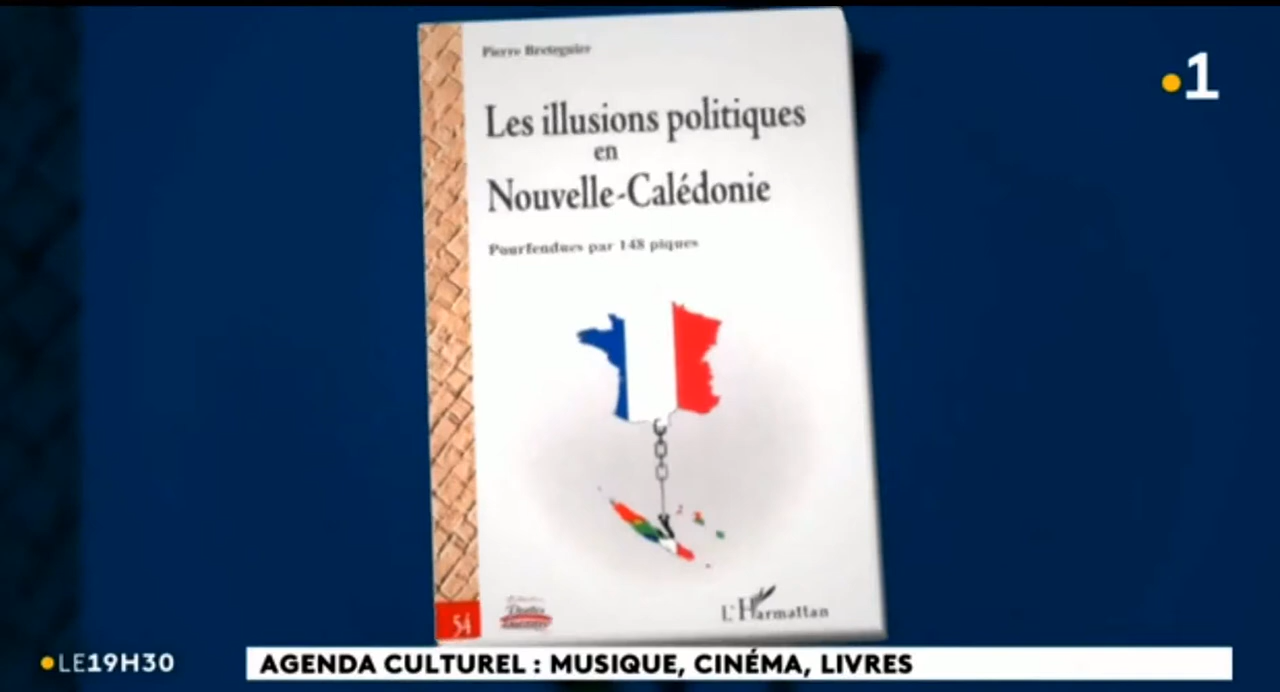 Pierre Bretegnier
1
Les illusions politiques
en
Nouvelle-Calédonie
Pourfendues par 148 piques
54
L'Harmattan
LE19H30
AGENDA CULTUREL : MUSIQUE, CINÉMA, LIVRES